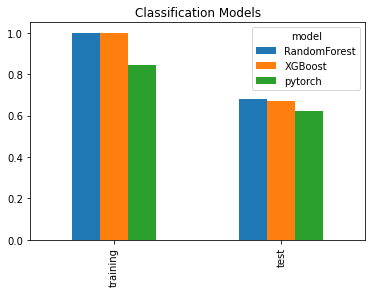 Classification Models
1.0
0.8
0.6
0.4
0.2
0.0
model
RandomForest
XGBoost
pytorch
training
test